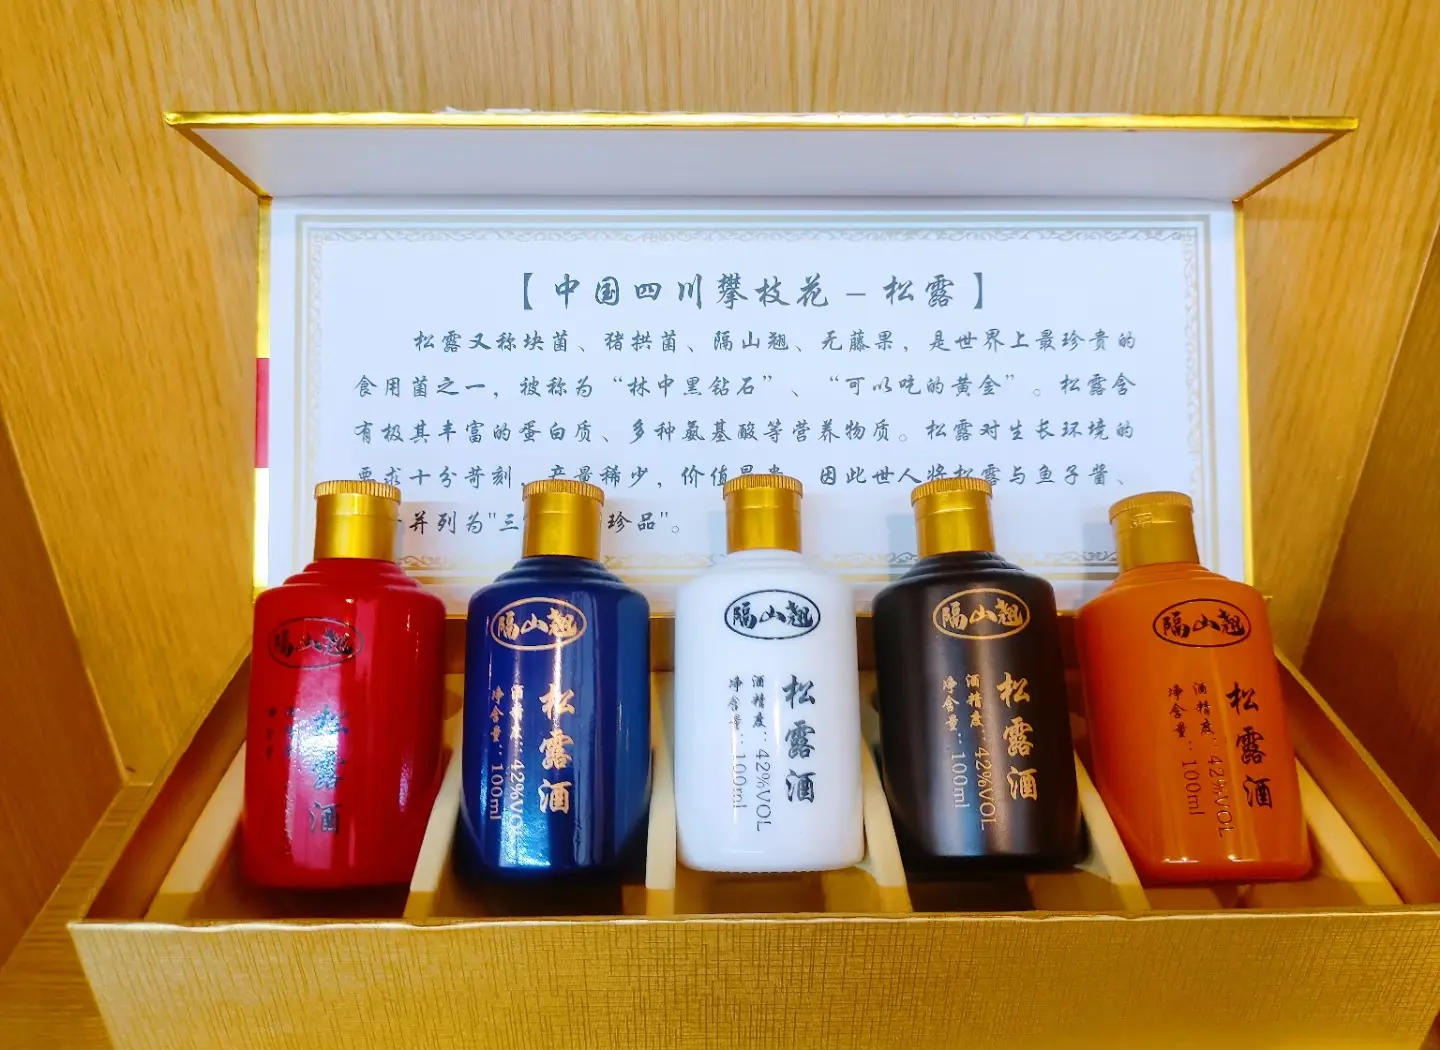 【中国四川攀枝花－松露】
松露又称块菌、猪拱菌、隔山翘、无藤果，是世界上最珍贵的
食用菌之一，被称为“林中黑钻石”、“可以吃的黄金”。松露含
有极其丰富的蛋白质、多种氨基酸等营养物质。松露对生长环境的
要求十分苛刻，产量稀少，价值昂贵，因此世人将松露与鱼子酱、
并列为"三 珍品"。
隔山翘
松露酒
隔山翘
松露酒
酒精度：42%VOL
净含量：100ml
隔山翘
松露酒
酒精度：42%VOL
净含量：100ml
隔山翘
松露酒
酒精度：42%VOL
净含量：100ml
隔山翘
松露酒
酒精度：42%VOL
净含量：100ml